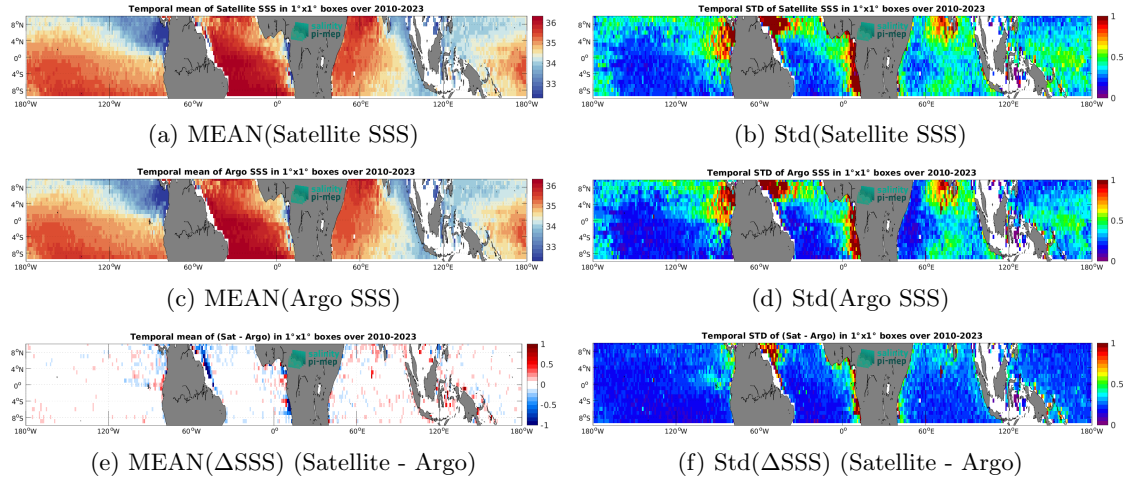 Temporal mean of Satellite SSS in 1°x1° boxes over 2010-2023
8°N
4°N
0°
4°S
8°S
180°W 120°W 60°W 0° 60°E 120°E 180°W
salinity
pi-mep
36
35
34
33
(a) MEAN(Satellite SSS)
Temporal STD of Satellite SSS in 1°x1° boxes over 2010-2023
8°N
4°N
0°
4°S
8°S
180°W 120°W 60°W 0° 60°E 120°E 180°W
salinity
pi-mep
1
0.5
0
(b) Std(Satellite SSS)
Temporal mean of Argo SSS in 1°x1° boxes over 2010-2023
8°N
4°N
0°
4°S
8°S
180°W 120°W 60°W 0° 60°E 120°E 180°W
salinity
pi-mep
36
35
34
33
(c) MEAN(Argo SSS)
Temporal STD of Argo SSS in 1°x1° boxes over 2010-2023
8°N
4°N
0°
4°S
8°S
180°W 120°W 60°W 0° 60°E 120°E 180°W
salinity
pi-mep
1
0.5
0
(d) Std(Argo SSS)
Temporal mean of (Sat - Argo) in 1°x1° boxes over 2010-2023
8°N
4°N
0°
4°S
8°S
180°W 120°W 60°W 0° 60°E 120°E 180°W
salinity
pi-mep
1
0.5
0
-0.5
-1
(e) MEAN(ΔSSS) (Satellite - Argo)
Temporal STD of (Sat - Argo) in 1°x1° boxes over 2010-2023
8°N
4°N
0°
4°S
8°S
180°W 120°W 60°W 0° 60°E 120°E 180°W
salinity
pi-mep
1
0.5
0
(f) Std(ΔSSS) (Satellite - Argo)